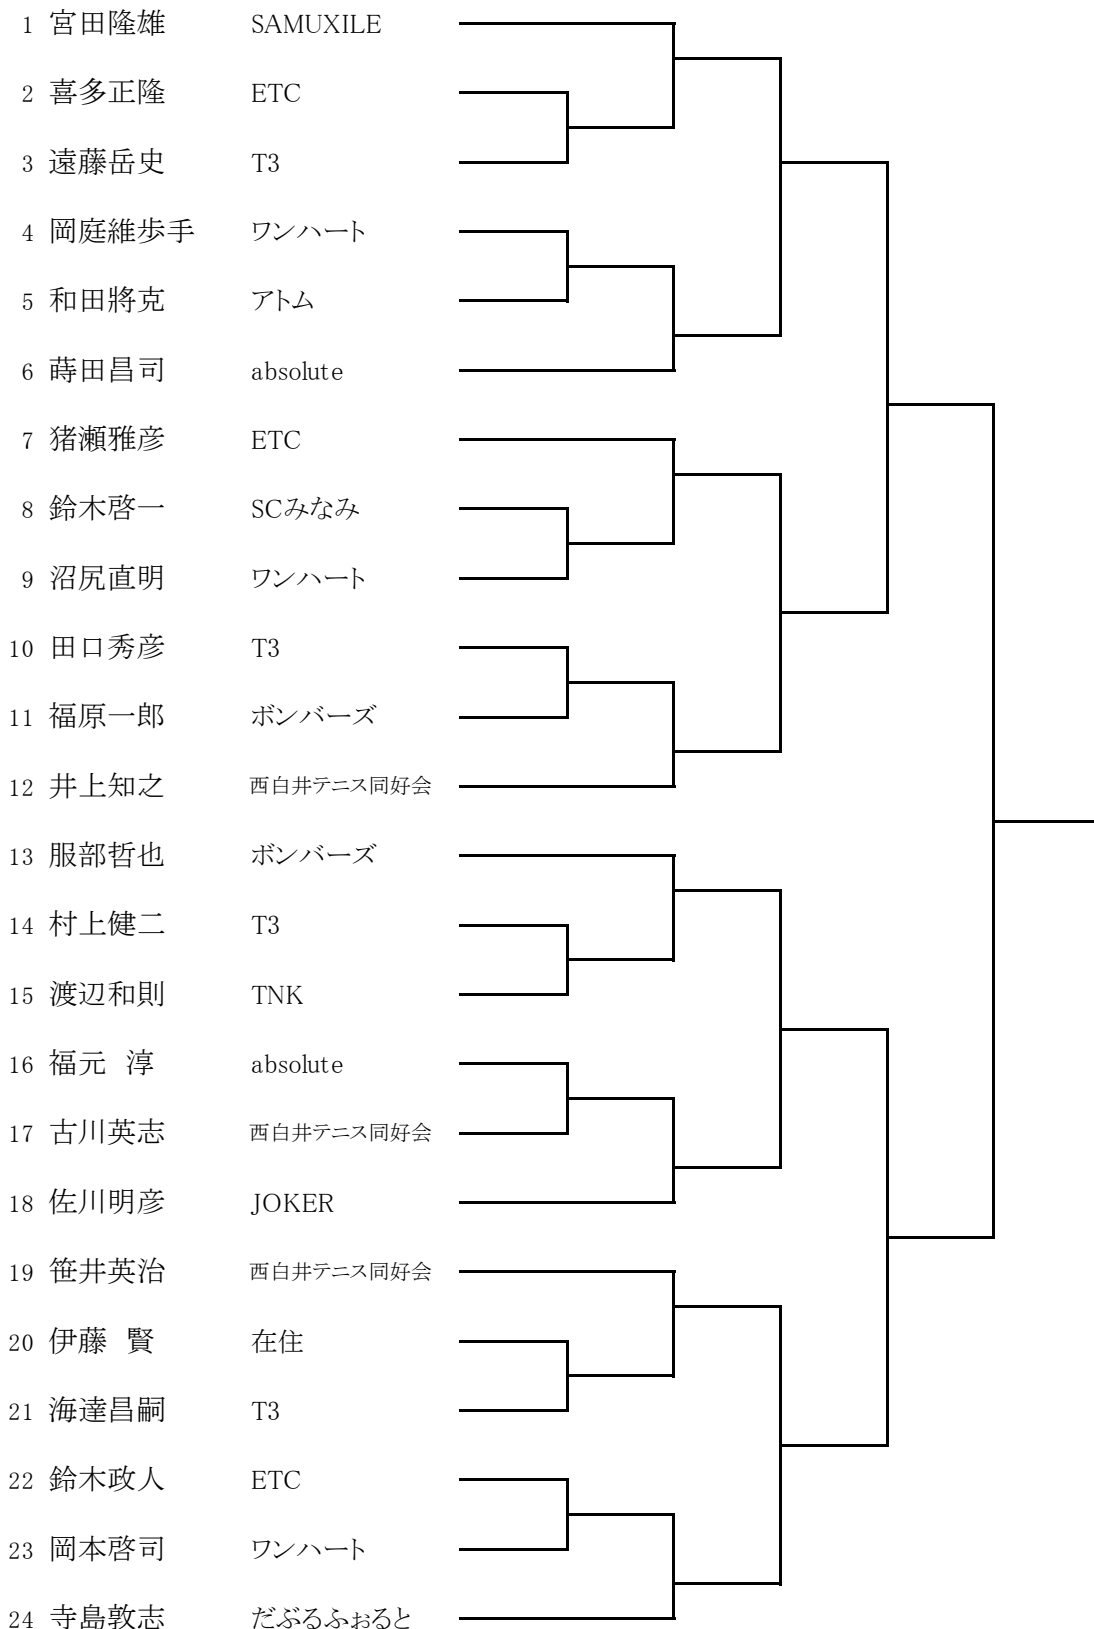 1 宮田隆雄 SAMUXILE
2 喜多正隆 ETC
3 遠藤岳史 T3
4 岡庭維歩手 ワンハート
5 和田將克 アトム
6 蒔田昌司 absolute
7 猪瀬雅彦 ETC
8 鈴木啓一 SCみなみ
9 沼尻直明 ワンハート
10 田口秀彦 T3
11 福原一郎 ボンバーズ
12 井上知之 西白井テニス同好会
13 服部哲也 ボンバーズ
14 村上健二 T3
15 渡辺和則 TNK
16 福元 淳 absolute
17 古川英志 西白井テニス同好会
18 佐川明彦 JOKER
19 笹井英治 西白井テニス同好会
20 伊藤 賢 在住
21 海達昌嗣 T3
22 鈴木政人 ETC
23 岡本啓司 ワンハート
24 寺島敦志 だぶるふぉると